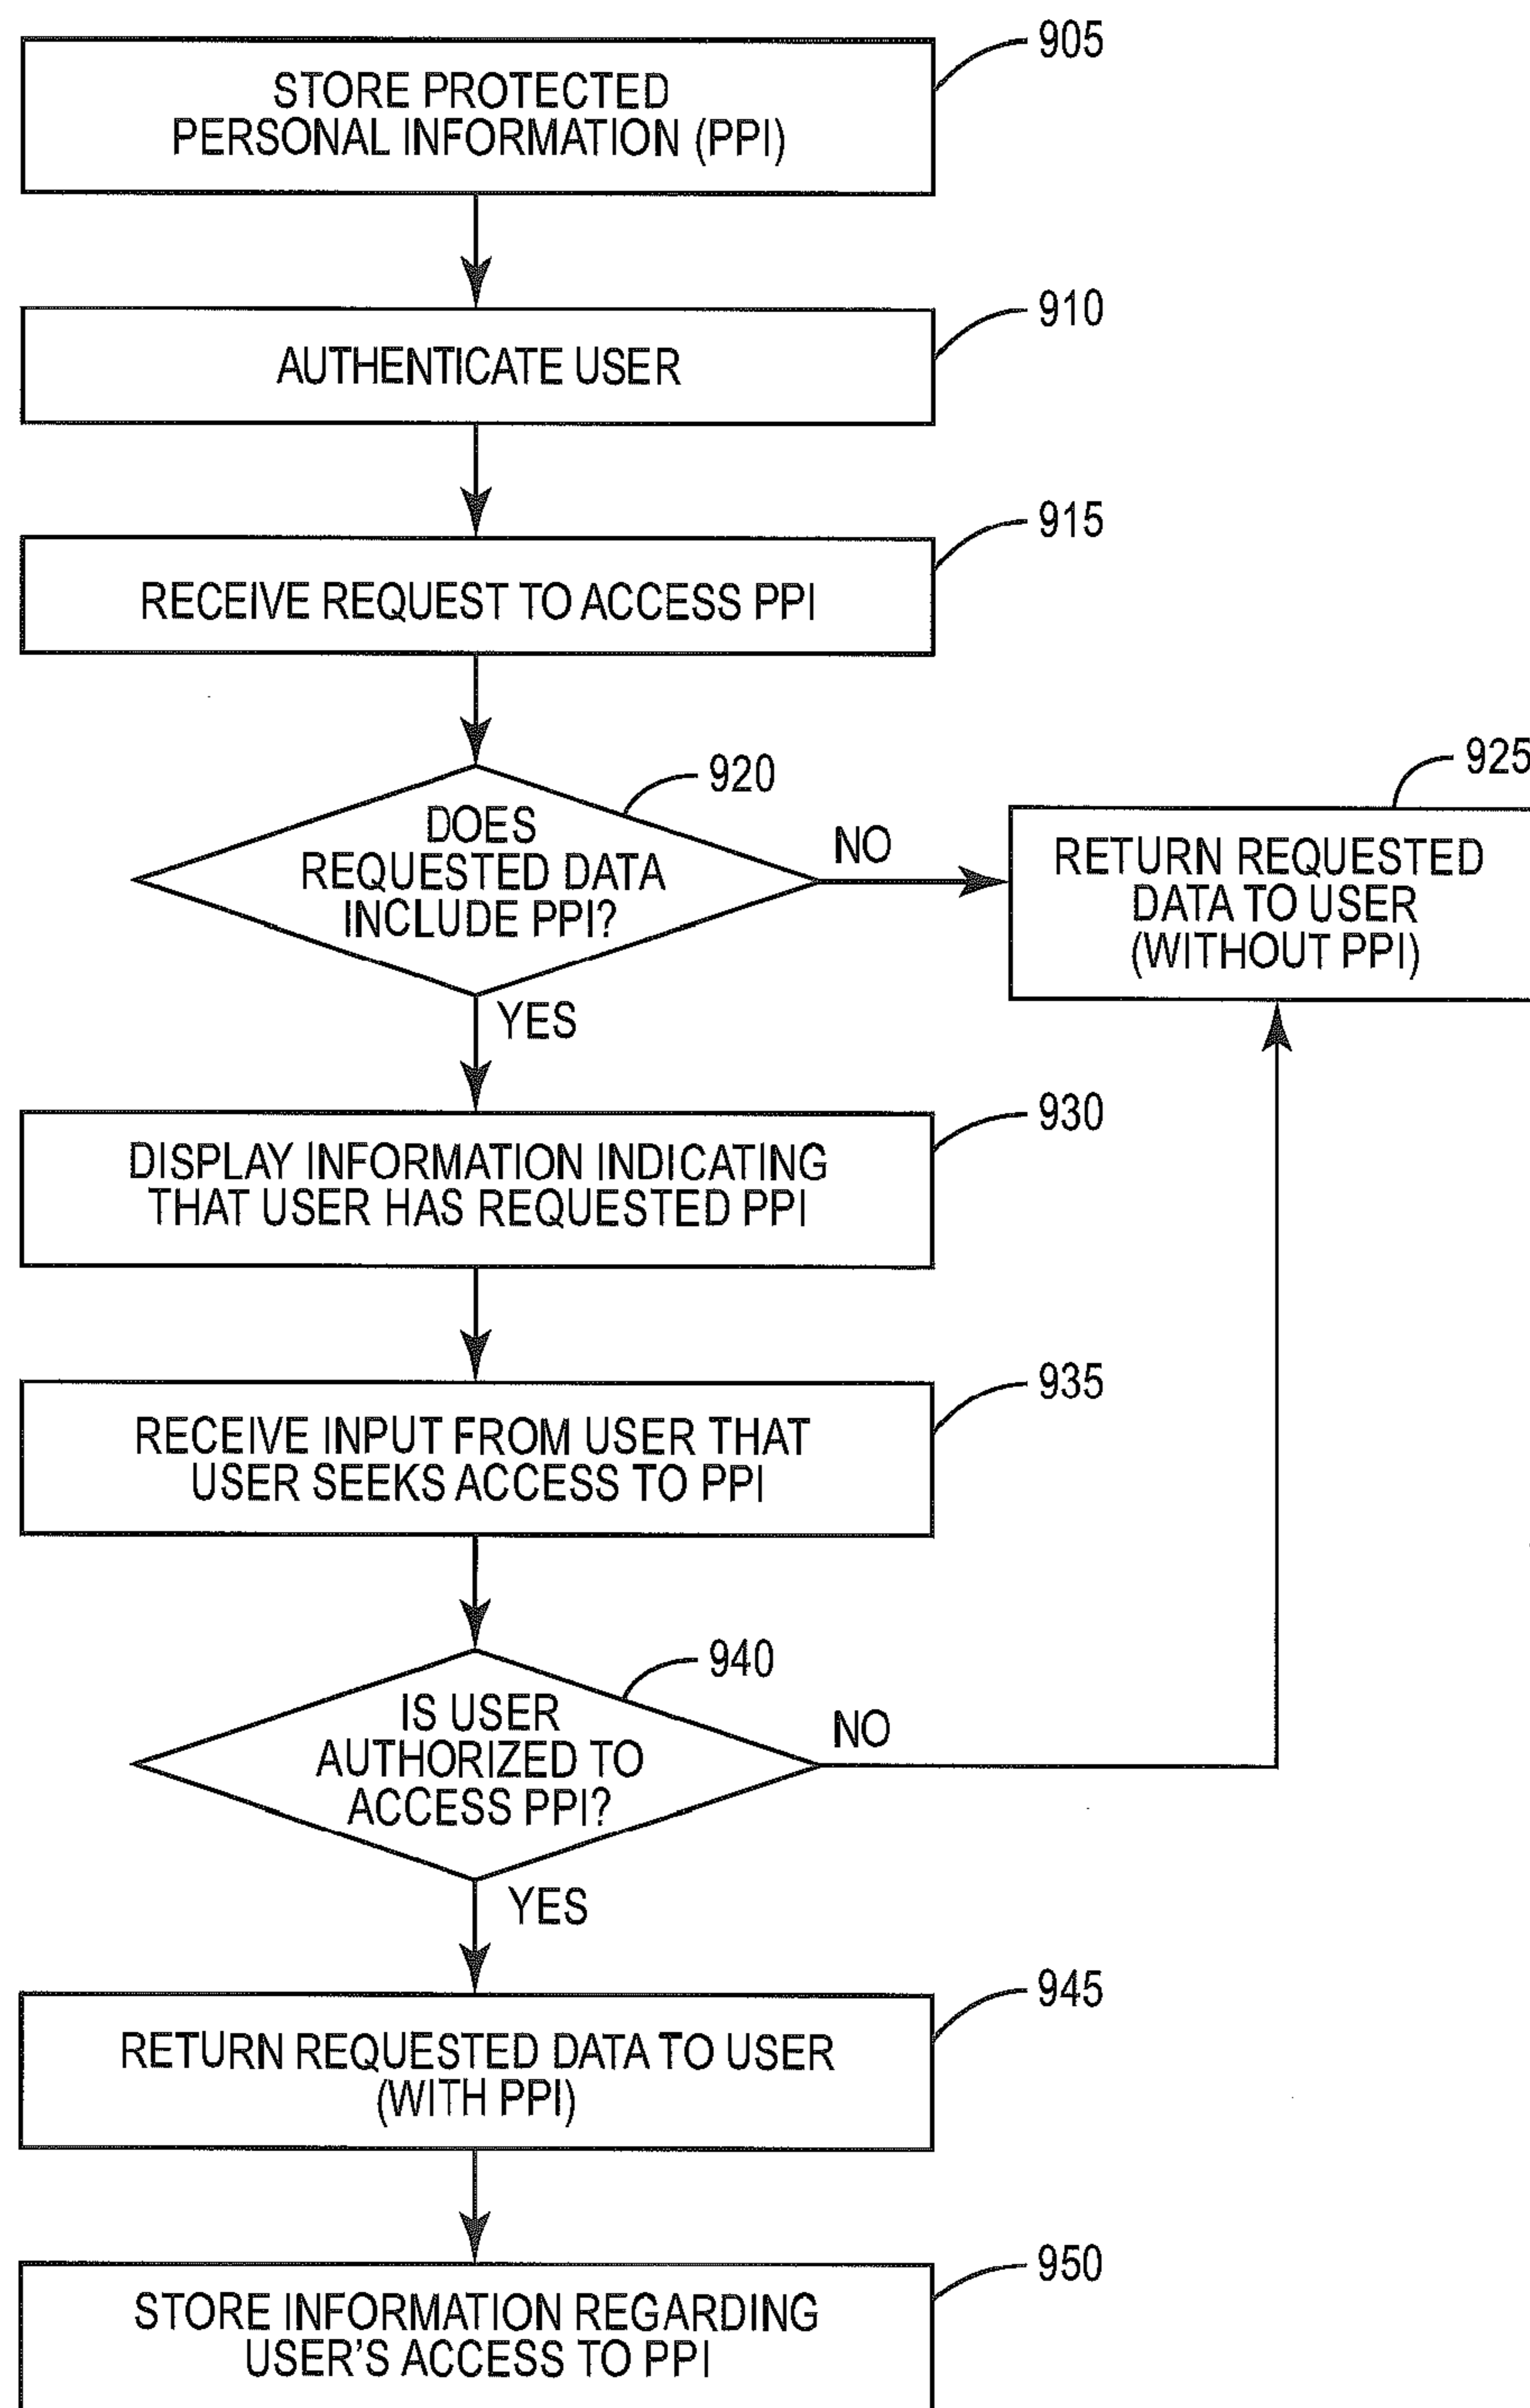 905
STORE PROTECTED
PERSONAL INFORMATION (PPI)
910
AUTHENTICATE USER
915
RECEIVE REQUEST TO ACCESS PPI
920
DOES
REQUESTED DATA
INCLUDE PPI?
NO
925
RETURN REQUESTED
DATA TO USER
(WITHOUT PPI)
YES
930
DISPLAY INFORMATION INDICATING
THAT USER HAS REQUESTED PPI
935
RECEIVE INPUT FROM USER THAT
USER SEEKS ACCESS TO PPI
940
IS USER
AUTHORIZED TO
ACCESS PPI?
NO
YES
945
RETURN REQUESTED DATA TO USER
(WITH PPI)
950
STORE INFORMATION REGARDING
USER'S ACCESS TO PPI